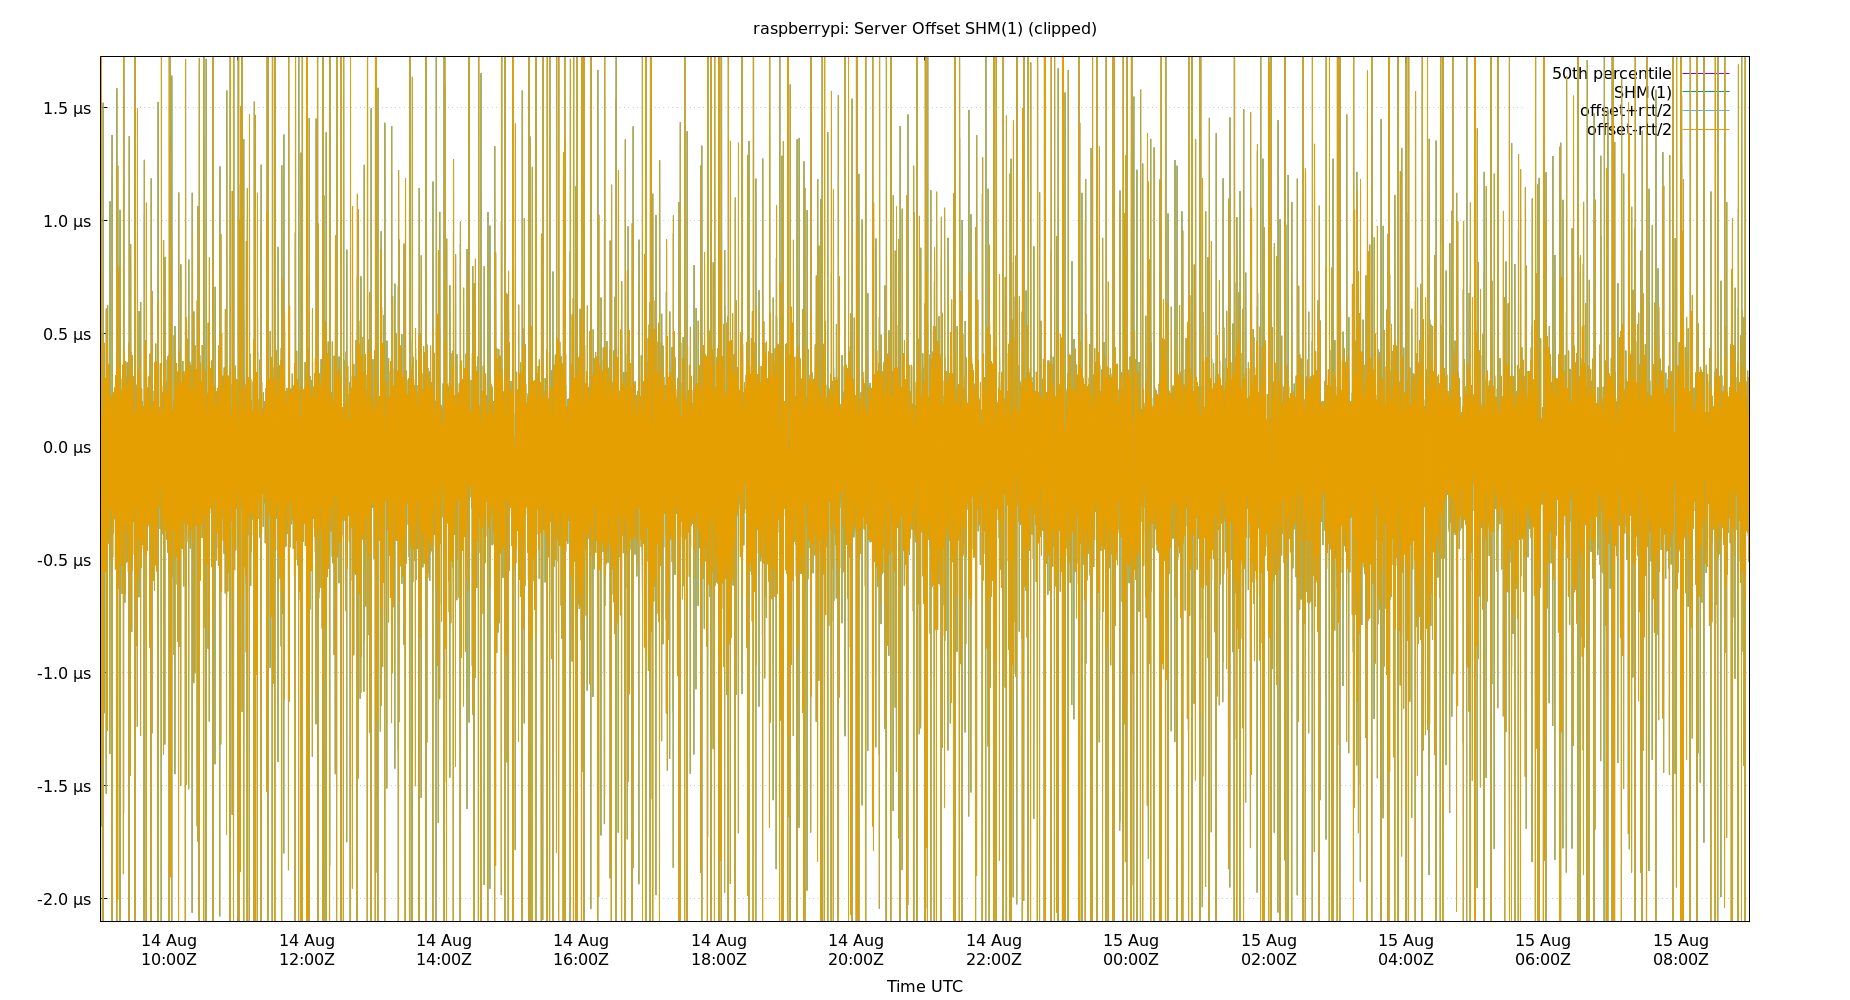 raspberrypi: Server Offset SHM(1) (clipped)
50th percentile
SHM(1)
offset+rtt/2
offset-rtt/2
1.5 µs
1.0 µs
0.5 µs
0.0 µs
-0.5 µs
-1.0 µs
-1.5 µs
-2.0 µs
14 Aug 14 Aug 14 Aug 14 Aug 14 Aug 14 Aug 14 Aug 15 Aug 15 Aug 15 Aug 15 Aug 15 Aug
10:00Z 12:00Z 14:00Z 16:00Z 18:00Z 20:00Z 22:00Z 00:00Z 02:00Z 04:00Z 06:00Z 08:00Z
Time UTC